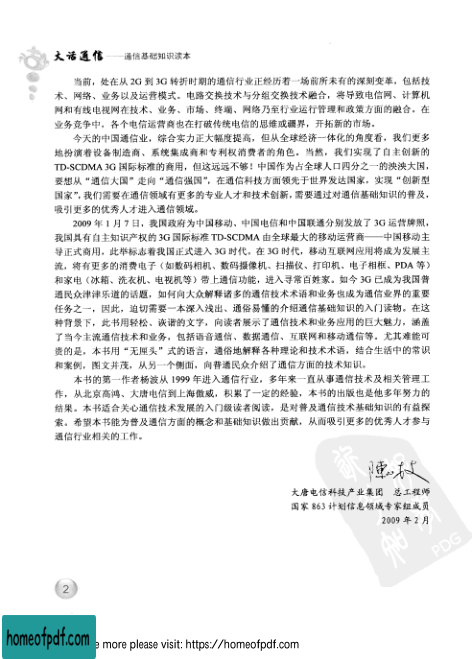 大话通信——通信基础知识读本
当前，处在从 2G 到 3G 转折时期的通信行业正经历着一场前所未有的深刻变革，包括技
术、网络、业务以及运营模式。电路交换技术与分组交换技术融合，将导致电信网、计算机
网和有线电视网在技术、业务、市场、终端、网络乃至行业运行管理和政策方面的融合。在
业务竞争中，各个电信运营商也在打破传统电信的思维或疆界，开拓新的市场。
今天的中国通信业，综合实力正大幅度提高，但从全球经济一体化的角度看，我们更多
地扮演着设备制造商、系统集成商和专利权消费者的角色。当然，我们实现了自主创新的
TD-SCDMA 3G 国际标准的商用，但这远远不够！中国作为占全球人口四分之一的泱泱大国，
要想从“通信大国”走向“通信强国”，在通信科技方面领先于世界发达国家，实现“创新型
国家”，我们需要在通信领域有更多的专业人才和技术创新，需要通过对通信基础知识的普及，
吸引更多的优秀人才进入通信领域。
2009 年 1 月 7 日，我国政府为中国移动、中国电信和中国联通分别发放了 3G 运营牌照，
我国具有自主知识产权的 3G 国际标准 TD-SCDMA 由全球最大的移动运营商——中国移动主
导正式商用，此举标志着我国正式进入 3G 时代，在 3G 时代，移动互联网应用将成为发展主
流，将有更多的消费电子（如数码相机、数码摄像机、扫描仪、打印机、电子相框、PDA 等）
和家电（冰箱、洗衣机、电视机等）带上通信功能，进入寻常百姓家。如今 3G 已成为我国普
通民众津津乐道的话题，如何向大众解释诸多的通信技术术语和业务也成为通信业界的重要
任务之一，因此，迫切需要一本深入浅出、通俗易懂的介绍通信基础知识的入门读物。在这
种背景下，此书用轻松、诙谐的文字，向读者展示了通信技术和业务应用的巨大魅力，涵盖
了当今主流通信技术和业务，包括语音通信、数据通信、互联网和移动通信等。尤其难能可
贵的是，本书用“无厘头”式的语言，通俗地解释各种理论和技术术语，结合生活中的常识
和案例，图文并茂，从另一个侧面，向普通民众介绍了通信方面的技术知识。
本书的第一作者杨波从 1999 年进入通信行业，多年来一直从事通信技术及相关管理工
作，从北京高鸿、大唐电信到上海傲威，积累了一定的经验，本书的出版也是他多年努力的
结果。本书适合关心通信技术发展的入门级读者阅读，是对普及通信技术基础知识的有益探
索。希望本书能为普及通信方面的概念和基础知识做出贡献，从而吸引更多的优秀人才参与
通信行业相关的工作。
大唐电信科技产业集团　总工程师
国家 863 计划信息领域专家组成员
2009 年 2 月
PDG
2
homeofpdf.com
e more please visit: https://homeofpdf.com